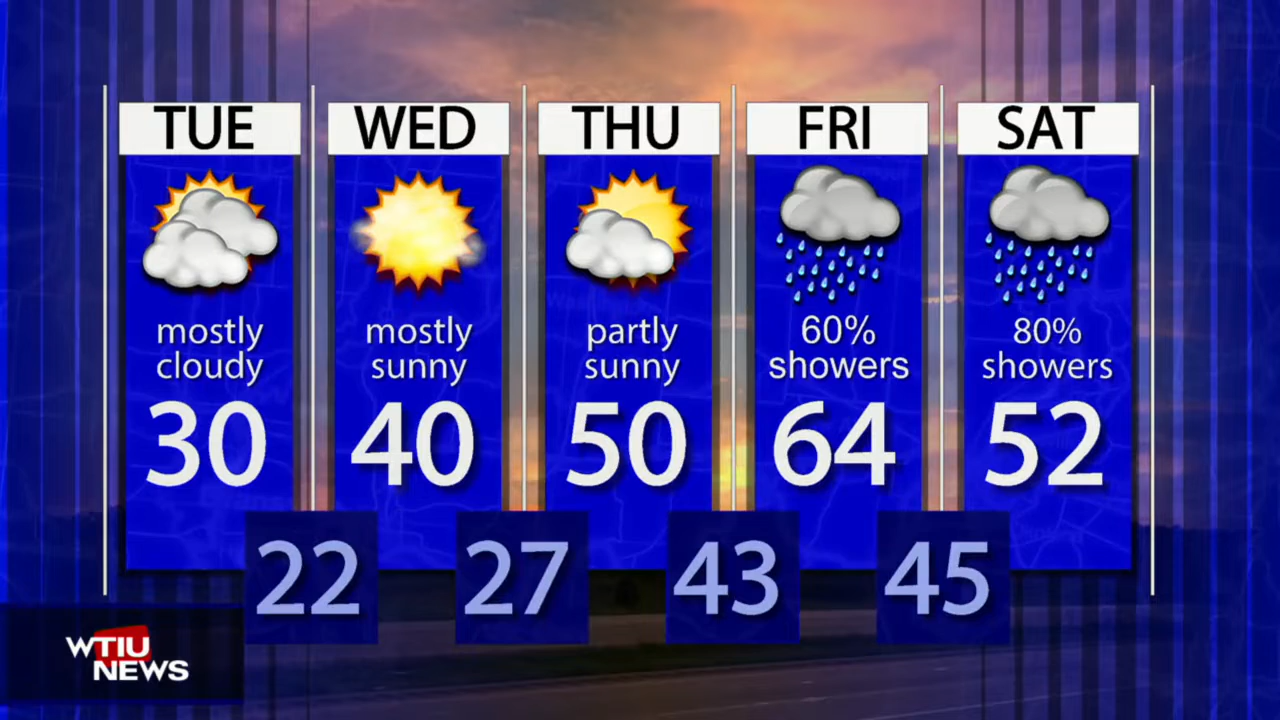 TUE WED THU FRI SAT
mostly cloudy
mostly sunny
partly sunny
60% showers
80% showers
30 40 50 64 52
22 27 43 45
WTIU
NEWS